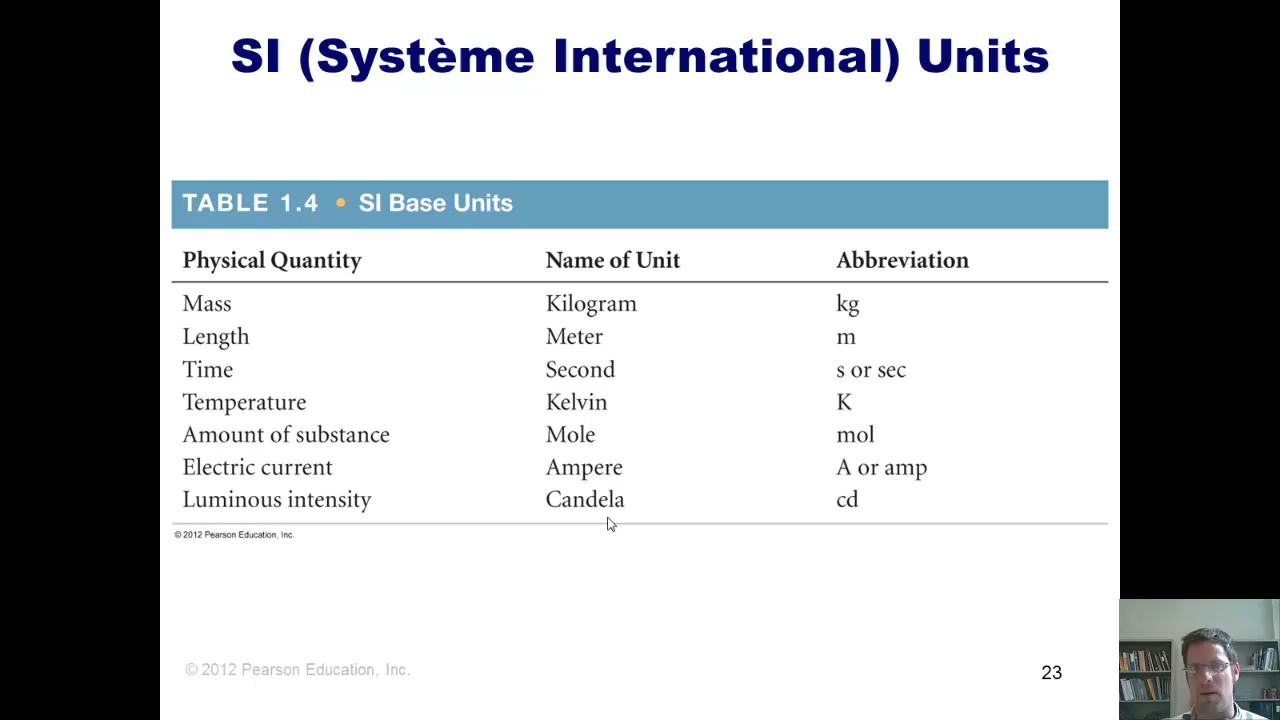 SI (Système International) Units
TABLE 1.4 • SI Base Units
Physical Quantity Name of Unit Abbreviation
Mass Kilogram kg
Length Meter m
Time Second s or sec
Temperature Kelvin K
Amount of substance Mole mol
Electric current Ampere A or amp
Luminous intensity Candela cd
© 2012 Pearson Education, Inc.
© 2012 Pearson Education, Inc.
23